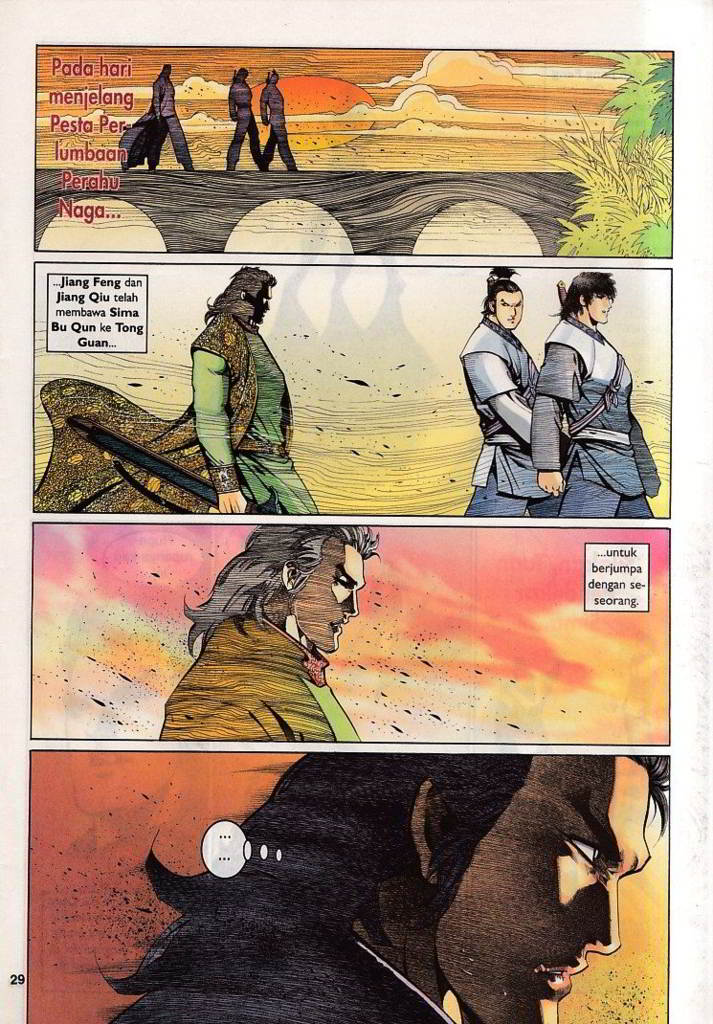 Pada hari
menjelang
Pesta Per-
lumbaan
Perahu
Naga...
...Jiang Feng dan
Jiang Qiu telah
membawa Sima
Bu Qun ke Tong
Guan...
...untuk
berjumpa
dengan se-
seorang.
...
...
29